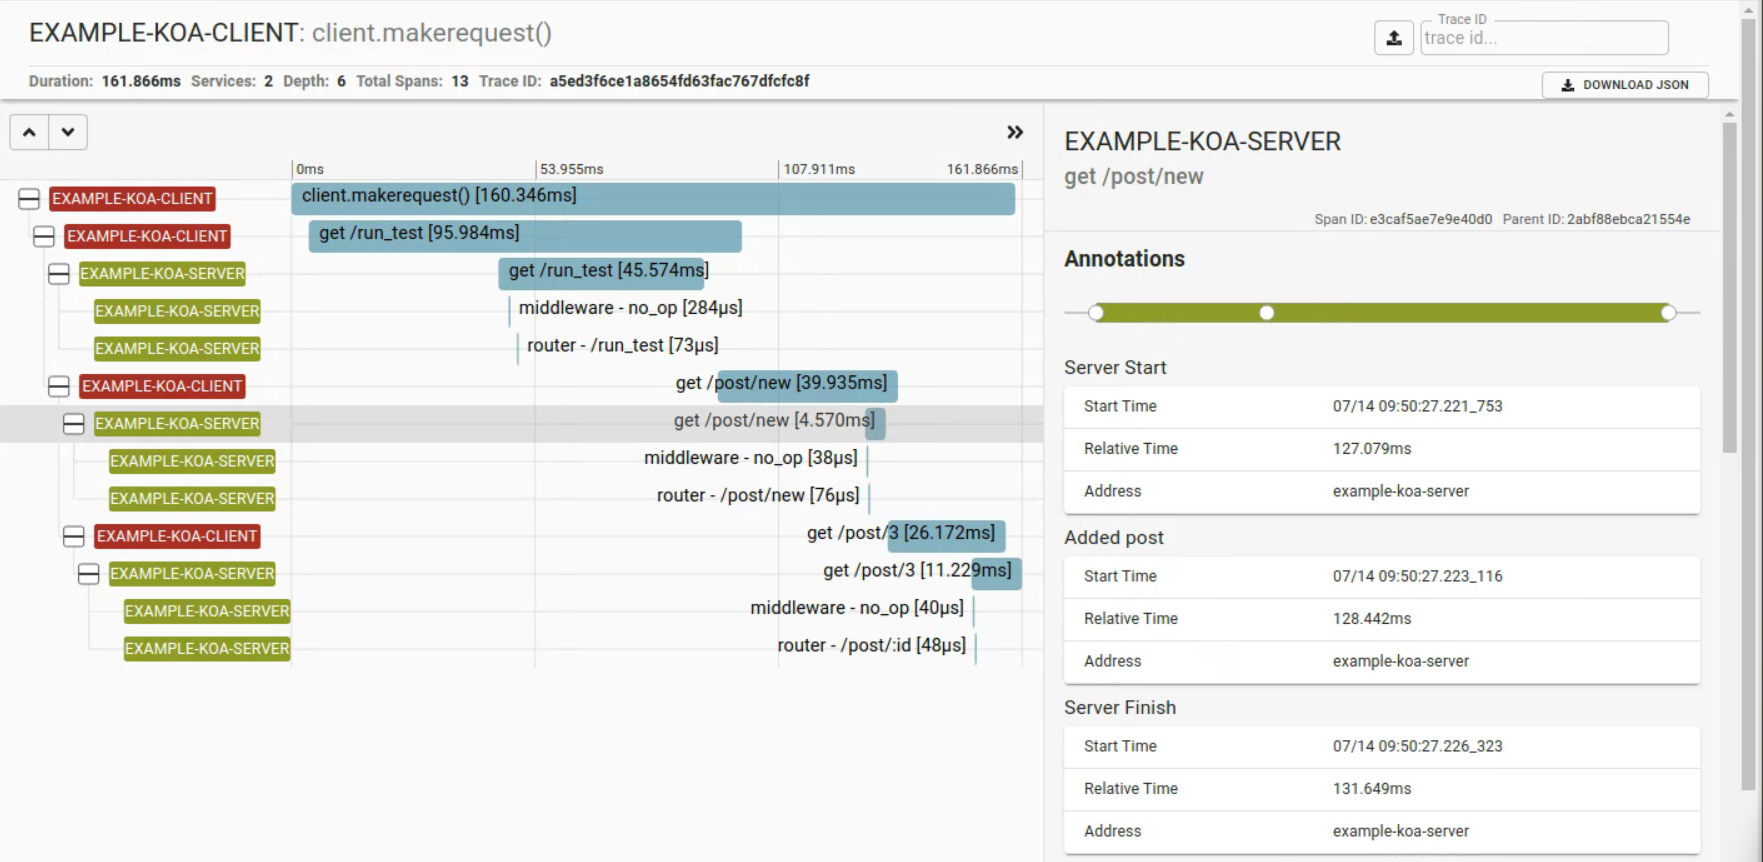 EXAMPLE-KOA-CLIENT: client.makerequest()
Trace ID
trace id...
Duration: 161.866ms Services: 2 Depth: 6 Total Spans: 13 Trace ID: a5ed3f6ce1a8654fd63fac767dfcfc8f
DOWNLOAD JSON
0ms 53.955ms 107.911ms 161.866ms
EXAMPLE-KOA-CLIENT client.makerequest() [160.346ms]
EXAMPLE-KOA-CLIENT get /run_test [95.984ms]
EXAMPLE-KOA-SERVER get /run_test [45.574ms]
EXAMPLE-KOA-SERVER middleware - no_op [284μs]
EXAMPLE-KOA-SERVER router - /run_test [73μs]
EXAMPLE-KOA-CLIENT get /post/new [39.935ms]
EXAMPLE-KOA-SERVER get /post/new [4.570ms]
EXAMPLE-KOA-SERVER middleware - no_op [38μs]
EXAMPLE-KOA-SERVER router - /post/new [76μs]
EXAMPLE-KOA-CLIENT get /post/3 [26.172ms]
EXAMPLE-KOA-SERVER get /post/3 [11.229ms]
EXAMPLE-KOA-SERVER middleware - no_op [40μs]
EXAMPLE-KOA-SERVER router - /post/:id [48μs]
EXAMPLE-KOA-SERVER
get /post/new
Span ID: e3caf5ae7e9e40d0 Parent ID: 2abf88ebca21554e
Annotations
Server Start
Start Time 07/14 09:50:27.221_753
Relative Time 127.079ms
Address example-koa-server
Added post
Start Time 07/14 09:50:27.223_116
Relative Time 128.442ms
Address example-koa-server
Server Finish
Start Time 07/14 09:50:27.226_323
Relative Time 131.649ms
Address example-koa-server